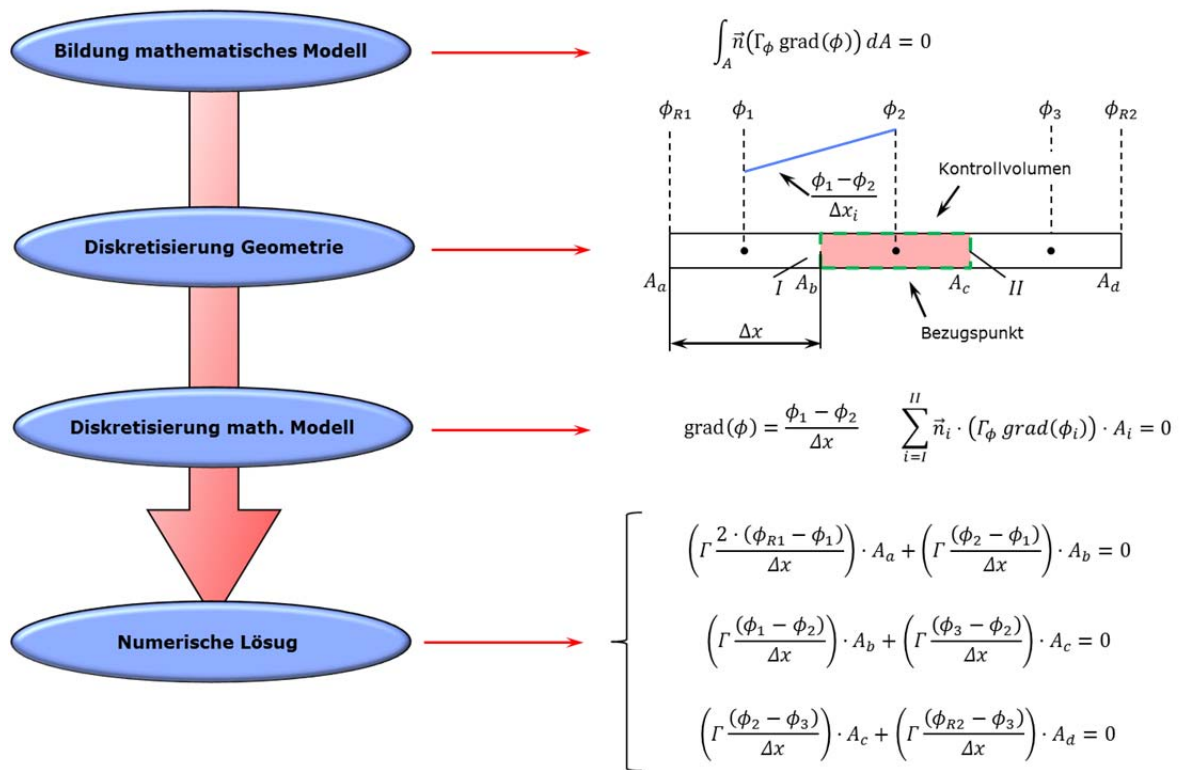 Bildung mathematisches Modell
∫_A n⃗(Γ_ϕ grad(ϕ)) dA = 0
ϕ_R1 ϕ_1 ϕ_2 ϕ_3 ϕ_R2
Kontrollvolumen
(ϕ_1 − ϕ_2)/Δx_i
Diskretisierung Geometrie
A_a I A_b A_c II A_d
Δx
Bezugspunkt
Diskretisierung math. Modell
grad(ϕ) = (ϕ_1 − ϕ_2)/Δx ∑_{i=I}^{II} n⃗_i · (Γ_ϕ grad(ϕ_i)) · A_i = 0
(Γ 2 · (ϕ_R1 − ϕ_1)/Δx) · A_a + (Γ (ϕ_2 − ϕ_1)/Δx) · A_b = 0
Numerische Lösug
(Γ (ϕ_1 − ϕ_2)/Δx) · A_b + (Γ (ϕ_3 − ϕ_2)/Δx) · A_c = 0
(Γ (ϕ_2 − ϕ_3)/Δx) · A_c + (Γ (ϕ_R2 − ϕ_3)/Δx) · A_d = 0